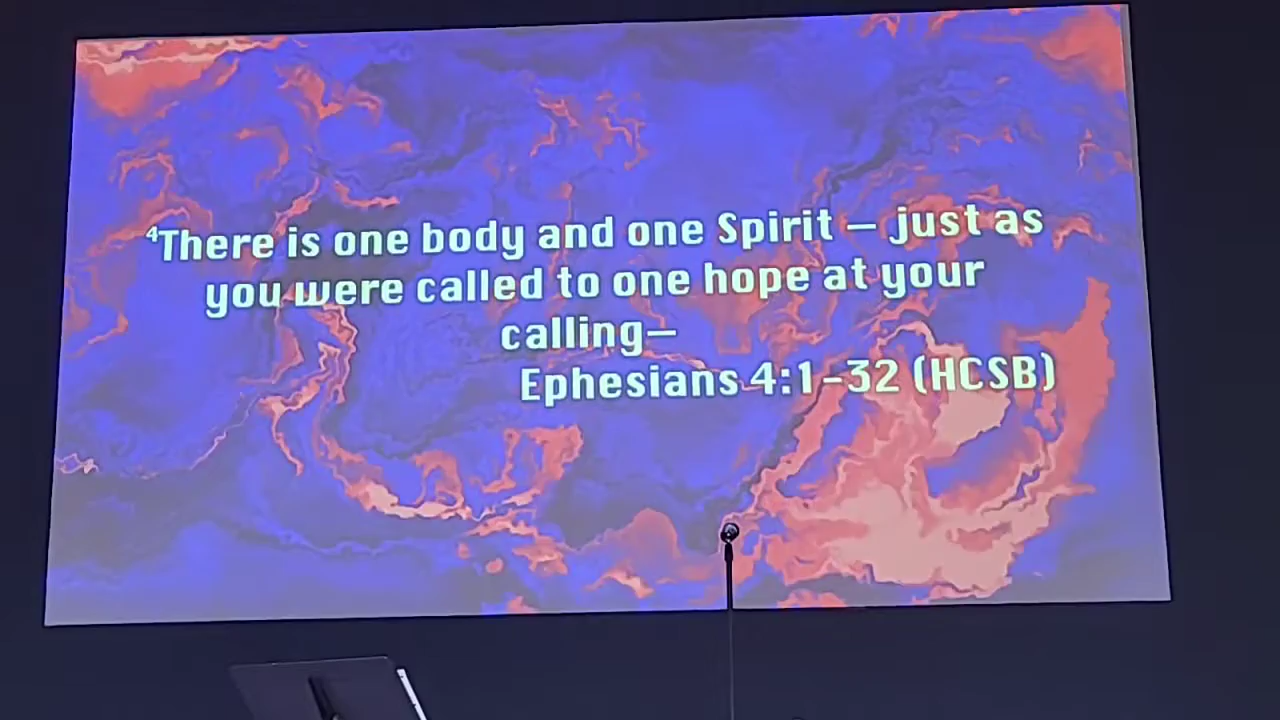 ⁴There is one body and one Spirit – just as
you were called to one hope at your
calling–
Ephesians 4:1-32 (HCSB)